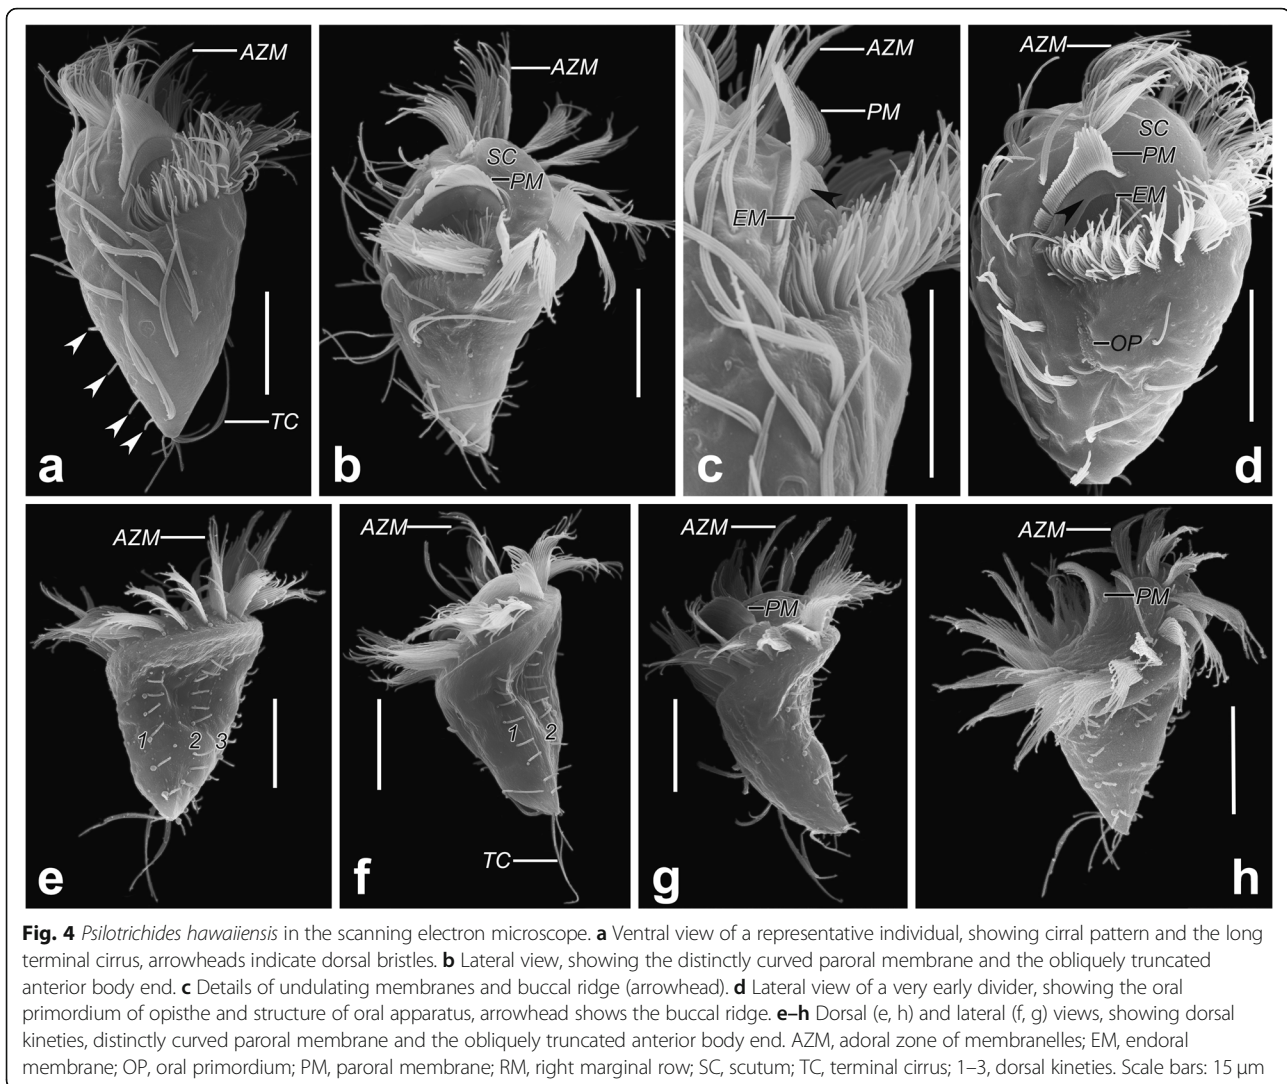 AZM
TC
a
AZM
SC
PM
b
AZM
PM
EM
c
AZM
SC
PM
EM
OP
d
AZM
1 2 3
e
AZM
1 2
TC
f
AZM
PM
g
AZM
PM
h
Fig. 4 Psilotrichides hawaiiensis in the scanning electron microscope. a Ventral view of a representative individual, showing cirral pattern and the long
terminal cirrus, arrowheads indicate dorsal bristles. b Lateral view, showing the distinctly curved paroral membrane and the obliquely truncated
anterior body end. c Details of undulating membranes and buccal ridge (arrowhead). d Lateral view of a very early divider, showing the oral
primordium of opisthe and structure of oral apparatus, arrowhead shows the buccal ridge. e–h Dorsal (e, h) and lateral (f, g) views, showing dorsal
kineties, distinctly curved paroral membrane and the obliquely truncated anterior body end. AZM, adoral zone of membranelles; EM, endoral
membrane; OP, oral primordium; PM, paroral membrane; RM, right marginal row; SC, scutum; TC, terminal cirrus; 1–3, dorsal kineties. Scale bars: 15 μm